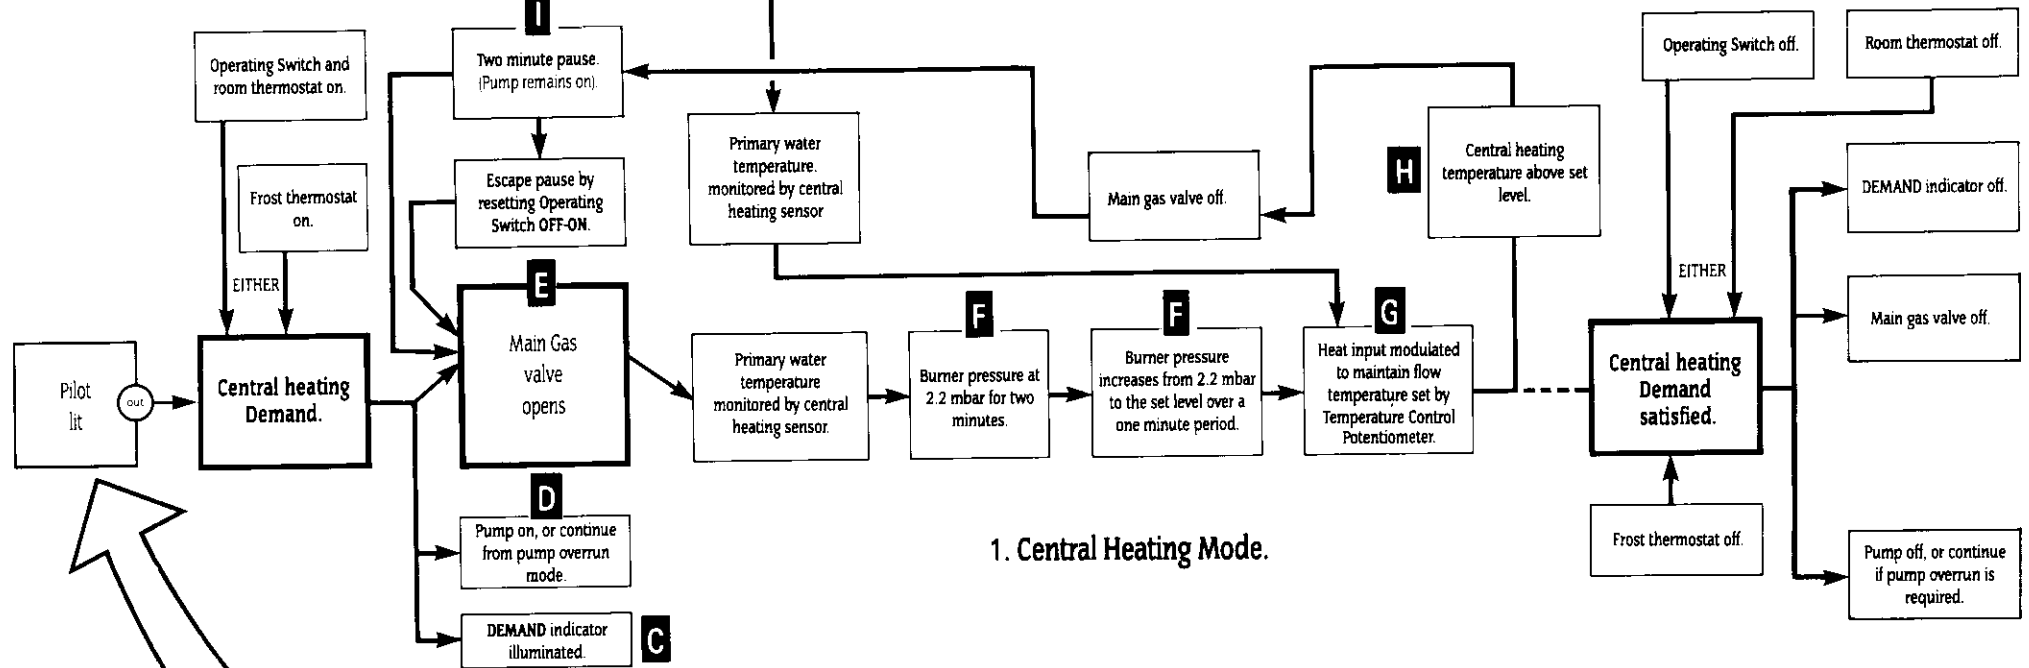 I
Operating Switch and
room thermostat on.
Two minute pause.
(Pump remains on).
Operating Switch off.
Room thermostat off.
Primary water
temperature.
monitored by central
heating sensor
H
Central heating
temperature above set
level.
Frost thermostat
on.
Escape pause by
resetting Operating
Switch OFF-ON.
Main gas valve off.
DEMAND indicator off.
EITHER
EITHER
E
Main Gas
valve
opens
F
F
G
Main gas valve off.
Pilot
lit
out
Central heating
Demand.
Primary water
temperature
monitored by central
heating sensor.
Burner pressure at
2.2 mbar for two
minutes.
Burner pressure
increases from 2.2 mbar
to the set level over a
one minute period.
Heat input modulated
to maintain flow
temperature set by
Temperature Control
Potentiometer.
Central heating
Demand
satisfied.
D
Pump on, or continue
from pump overrun
mode.
1. Central Heating Mode.
Frost thermostat off.
Pump off, or continue
if pump overrun is
required.
DEMAND indicator
illuminated.
C